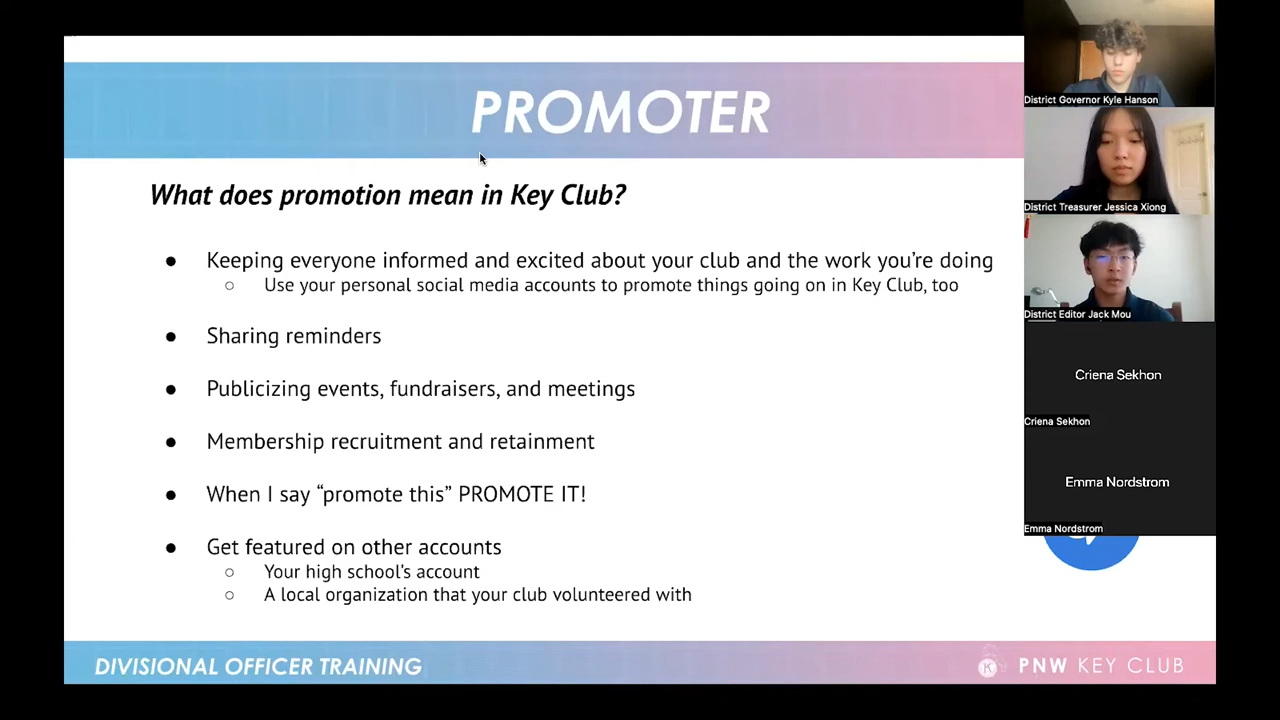 PROMOTER
What does promotion mean in Key Club?
● Keeping everyone informed and excited about your club and the work you’re doing
○ Use your personal social media accounts to promote things going on in Key Club, too
● Sharing reminders
● Publicizing events, fundraisers, and meetings
● Membership recruitment and retainment
● When I say “promote this” PROMOTE IT!
● Get featured on other accounts
○ Your high school’s account
○ A local organization that your club volunteered with
DIVISIONAL OFFICER TRAINING
K
PNW KEY CLUB
District Governor Kyle Hanson
District Treasurer Jessica Xiong
District Editor Jack Mou
Criena Sekhon
Criena Sekhon
Emma Nordstrom
Emma Nordstrom